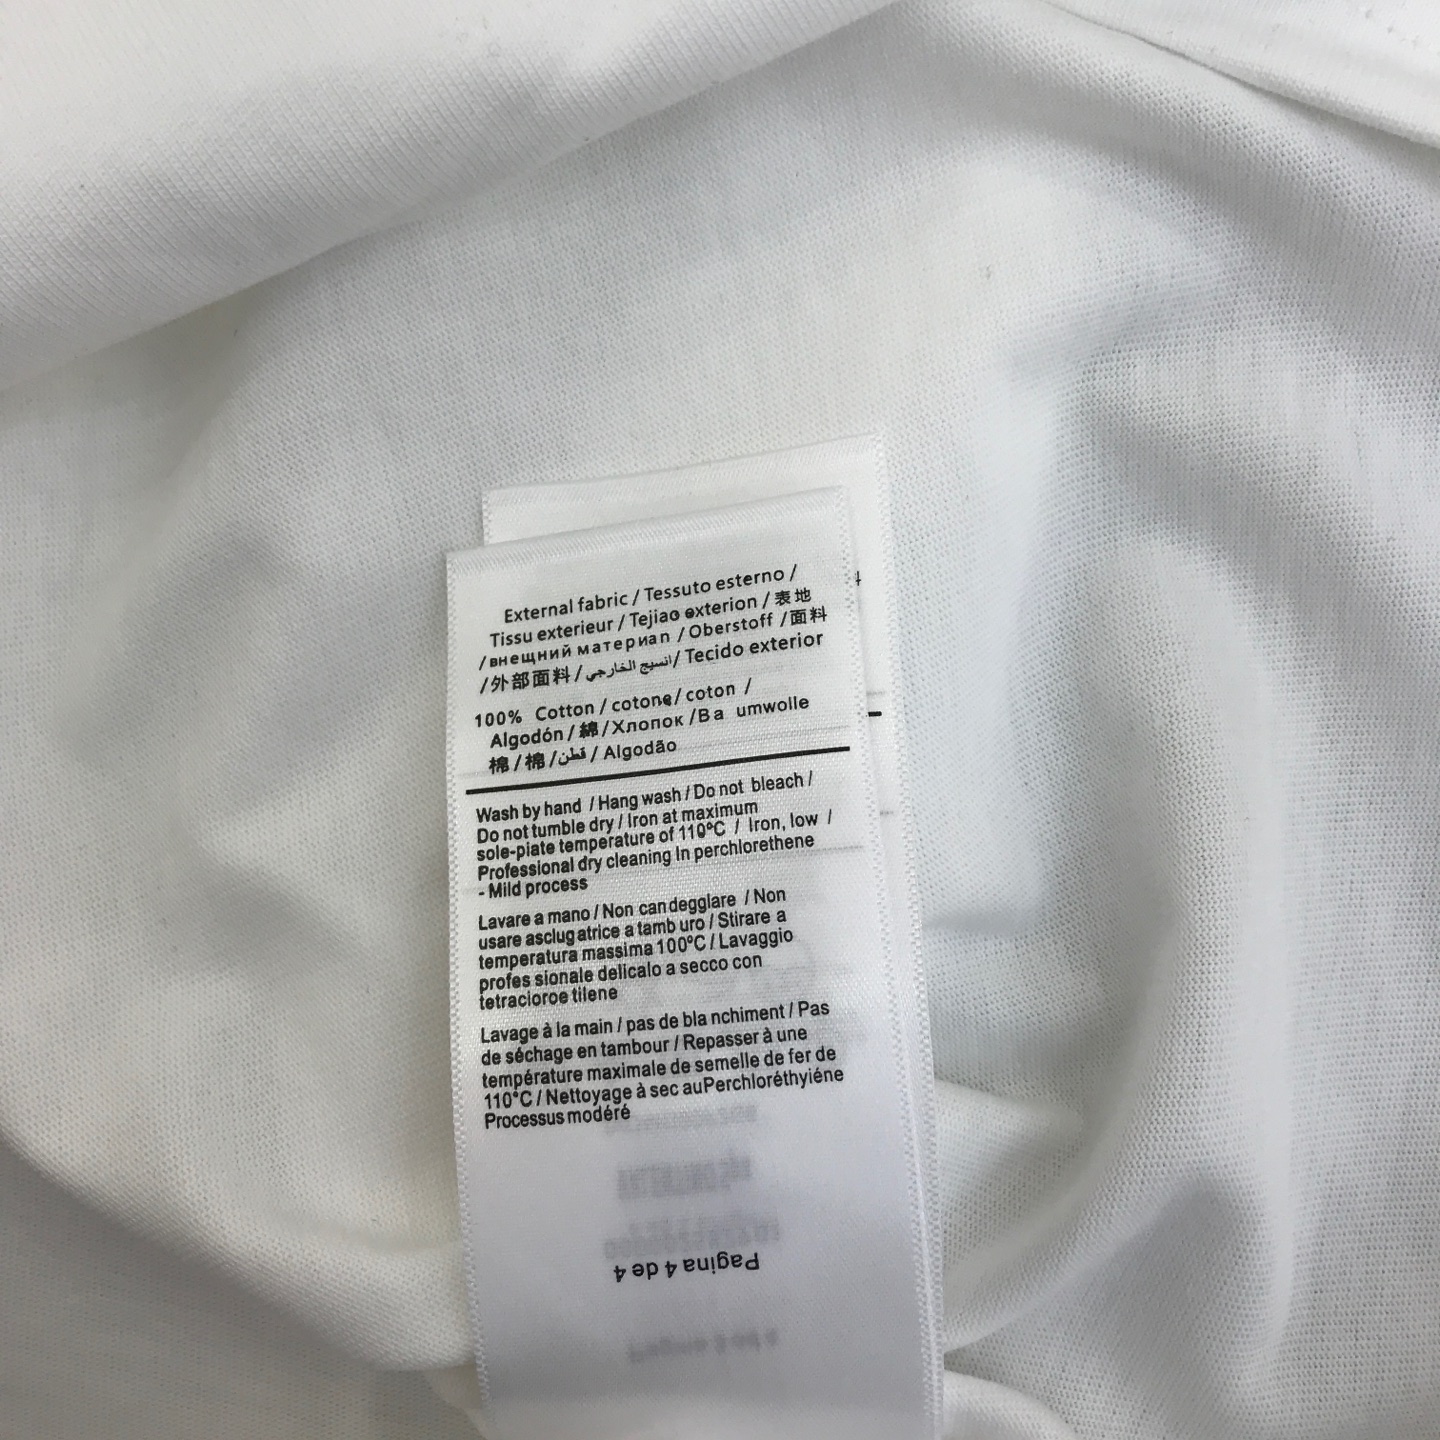 External fabric / Tessuto esterno /
Tissu exterieur / Tejiao exterion / 表地
/внещний материап / Oberstoff /面料
/外部面料/انسيج الخارجي/ Tecido exterior
100% Cotton / cotone / coton /
Algodón / 綿 /Хлопок /Ba umwolle
棉/棉/قطن/ Algodão
Wash by hand / Hang wash / Do not bleach /
Do not tumble dry / Iron at maximum
sole-piate temperature of 110°C / Iron, low /
Professional dry cleaning In perchlorethene
- Mild process
Lavare a mano / Non can degglare / Non
usare asclug atrice a tamb uro / Stirare a
temperatura massima 100°C / Lavaggio
profes sionale delicalo a secco con
tetracioroe tilene
Lavage à la main / pas de bla nchiment / Pas
de séchage en tambour / Repasser à une
température maximale de semelle de fer de
110°C / Nettoyage à sec auPerchloréthyiéne
Processus modéré
Pagina 4 de 4